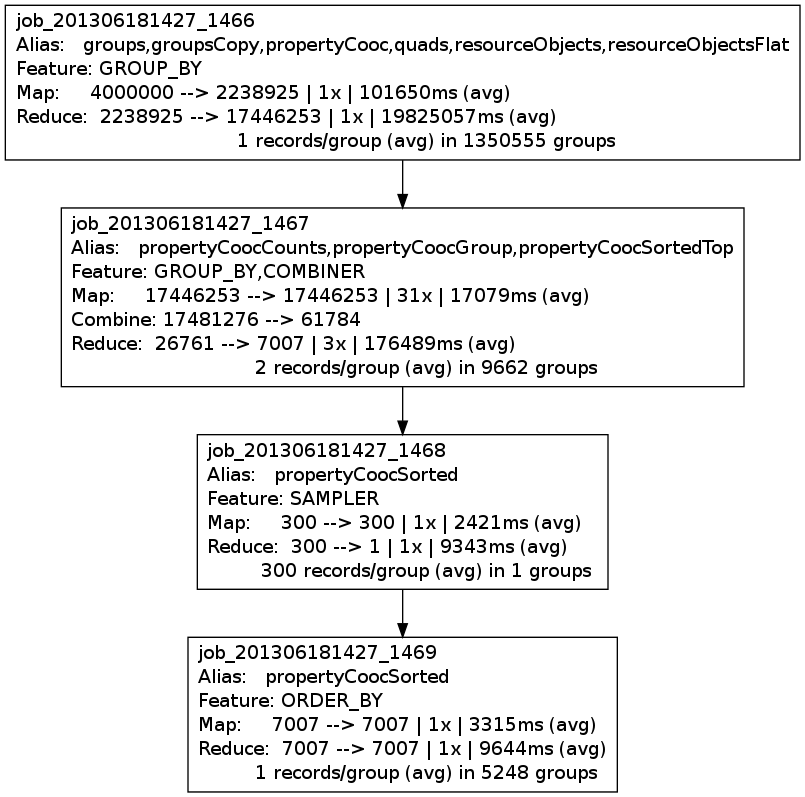 job_201306181427_1466
Alias: groups,groupsCopy,propertyCooc,quads,resourceObjects,resourceObjectsFlat
Feature: GROUP_BY
Map: 4000000 --> 2238925 | 1x | 101650ms (avg)
Reduce: 2238925 --> 17446253 | 1x | 19825057ms (avg)
1 records/group (avg) in 1350555 groups
job_201306181427_1467
Alias: propertyCoocCounts,propertyCoocGroup,propertyCoocSortedTop
Feature: GROUP_BY,COMBINER
Map: 17446253 --> 17446253 | 31x | 17079ms (avg)
Combine: 17481276 --> 61784
Reduce: 26761 --> 7007 | 3x | 176489ms (avg)
2 records/group (avg) in 9662 groups
job_201306181427_1468
Alias: propertyCoocSorted
Feature: SAMPLER
Map: 300 --> 300 | 1x | 2421ms (avg)
Reduce: 300 --> 1 | 1x | 9343ms (avg)
300 records/group (avg) in 1 groups
job_201306181427_1469
Alias: propertyCoocSorted
Feature: ORDER_BY
Map: 7007 --> 7007 | 1x | 3315ms (avg)
Reduce: 7007 --> 7007 | 1x | 9644ms (avg)
1 records/group (avg) in 5248 groups